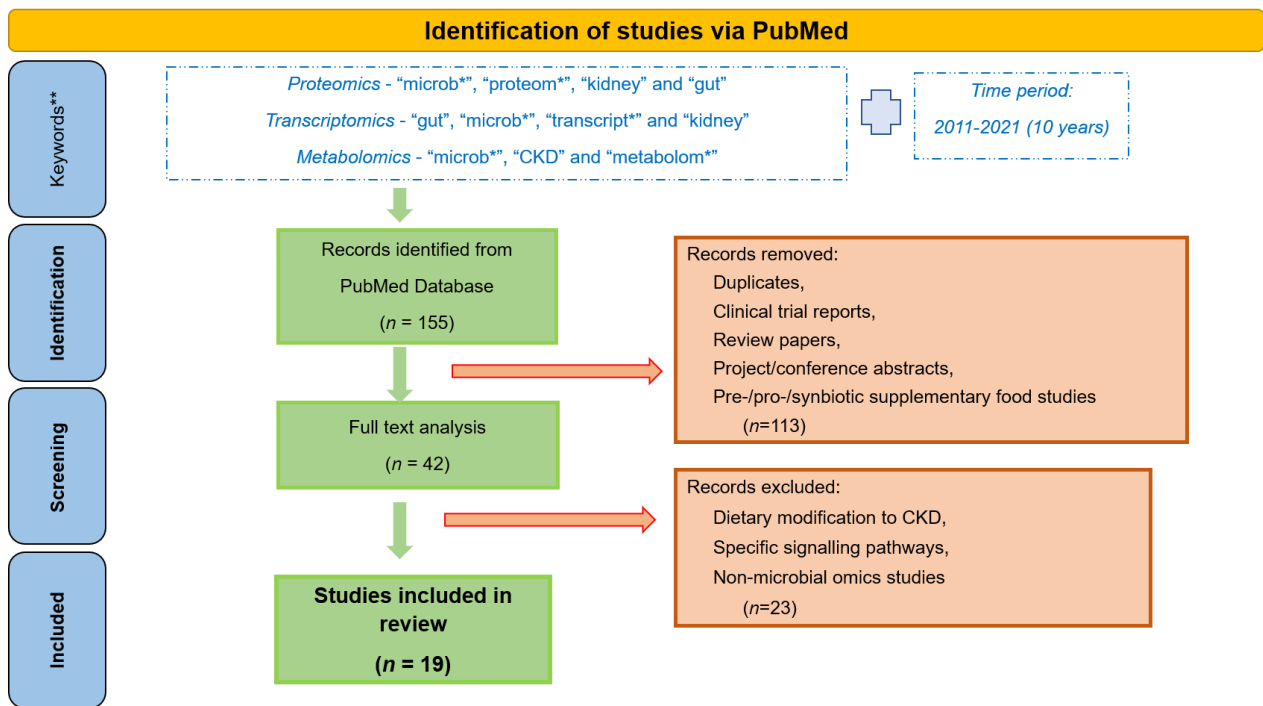 Identification of studies via PubMed
Keywords**
Proteomics - “microb*”, “proteom*”, “kidney” and “gut”
Transcriptomics - “gut”, “microb*”, “transcript*” and “kidney”
Metabolomics - “microb*”, “CKD” and “metabolom*”
Time period:
2011-2021 (10 years)
Identification
Records identified from
PubMed Database
(n = 155)
Records removed:
Duplicates,
Clinical trial reports,
Review papers,
Project/conference abstracts,
Pre-/pro-/synbiotic supplementary food studies
(n=113)
Screening
Full text analysis
(n = 42)
Records excluded:
Dietary modification to CKD,
Specific signalling pathways,
Non-microbial omics studies
(n=23)
Included
Studies included in
review
(n = 19)